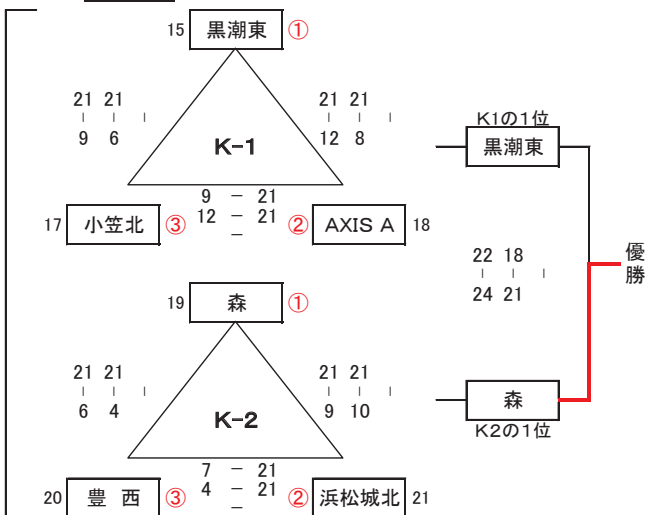 15 黒潮東 ①
21 21 21 21
- - - - - -
9 6 12 8
K-1
9 - 21
12 - 21
-
17 小笠北 ③ ② AXIS A 18
K1の1位
黒潮東
22 18
- - -
24 21
優勝
19 森 ①
21 21 21 21
- - - - - -
6 4 9 10
K-2
森
K2の1位
7 - 21
4 - 21
-
20 豊 西 ③ ② 浜松城北 21